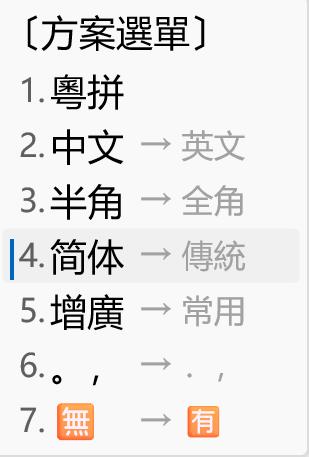 〔方案選單〕
1. 粵拼
2. 中文 → 英文
3. 半角 → 全角
4. 简体 → 傳統
5. 增廣 → 常用
6. 。, → . ,
7. 🈚 → 🈶